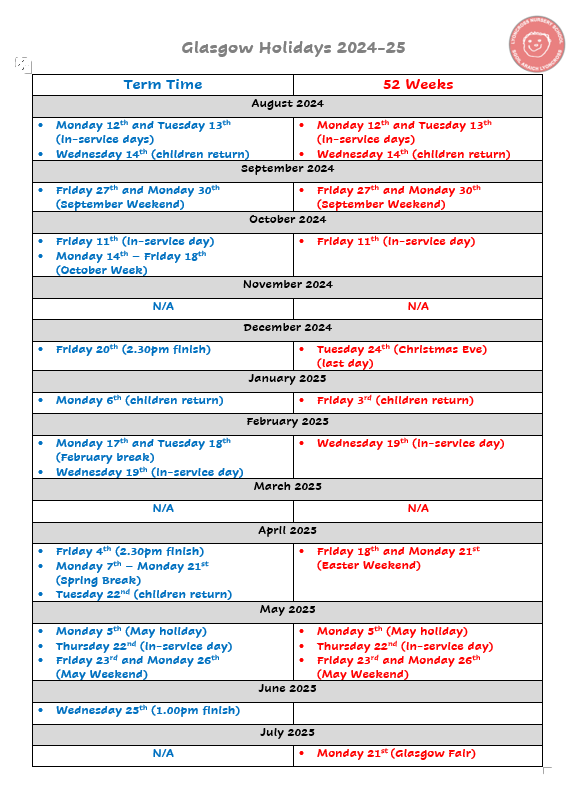 Glasgow Holidays 2024-25
Term Time
52 Weeks
August 2024
• Monday 12th and Tuesday 13th
(in-service days)
• Wednesday 14th (children return)
• Monday 12th and Tuesday 13th
(in-service days)
• Wednesday 14th (children return)
September 2024
• Friday 27th and Monday 30th
(September Weekend)
• Friday 27th and Monday 30th
(September Weekend)
October 2024
• Friday 11th (in-service day)
• Monday 14th – Friday 18th
(October Week)
• Friday 11th (in-service day)
November 2024
N/A
N/A
December 2024
• Friday 20th (2.30pm finish)
• Tuesday 24th (Christmas Eve)
(last day)
January 2025
• Monday 6th (children return)
• Friday 3rd (children return)
February 2025
• Monday 17th and Tuesday 18th
(February break)
• Wednesday 19th (in-service day)
• Wednesday 19th (in-service day)
March 2025
N/A
N/A
April 2025
• Friday 4th (2.30pm finish)
• Monday 7th – Monday 21st
(Spring Break)
• Tuesday 22nd (children return)
• Friday 18th and Monday 21st
(Easter Weekend)
May 2025
• Monday 5th (May holiday)
• Thursday 22nd (in-service day)
• Friday 23rd and Monday 26th
(May Weekend)
• Monday 5th (May holiday)
• Thursday 22nd (in-service day)
• Friday 23rd and Monday 26th
(May Weekend)
June 2025
• Wednesday 25th (1.00pm finish)
July 2025
N/A
• Monday 21st (Glasgow Fair)